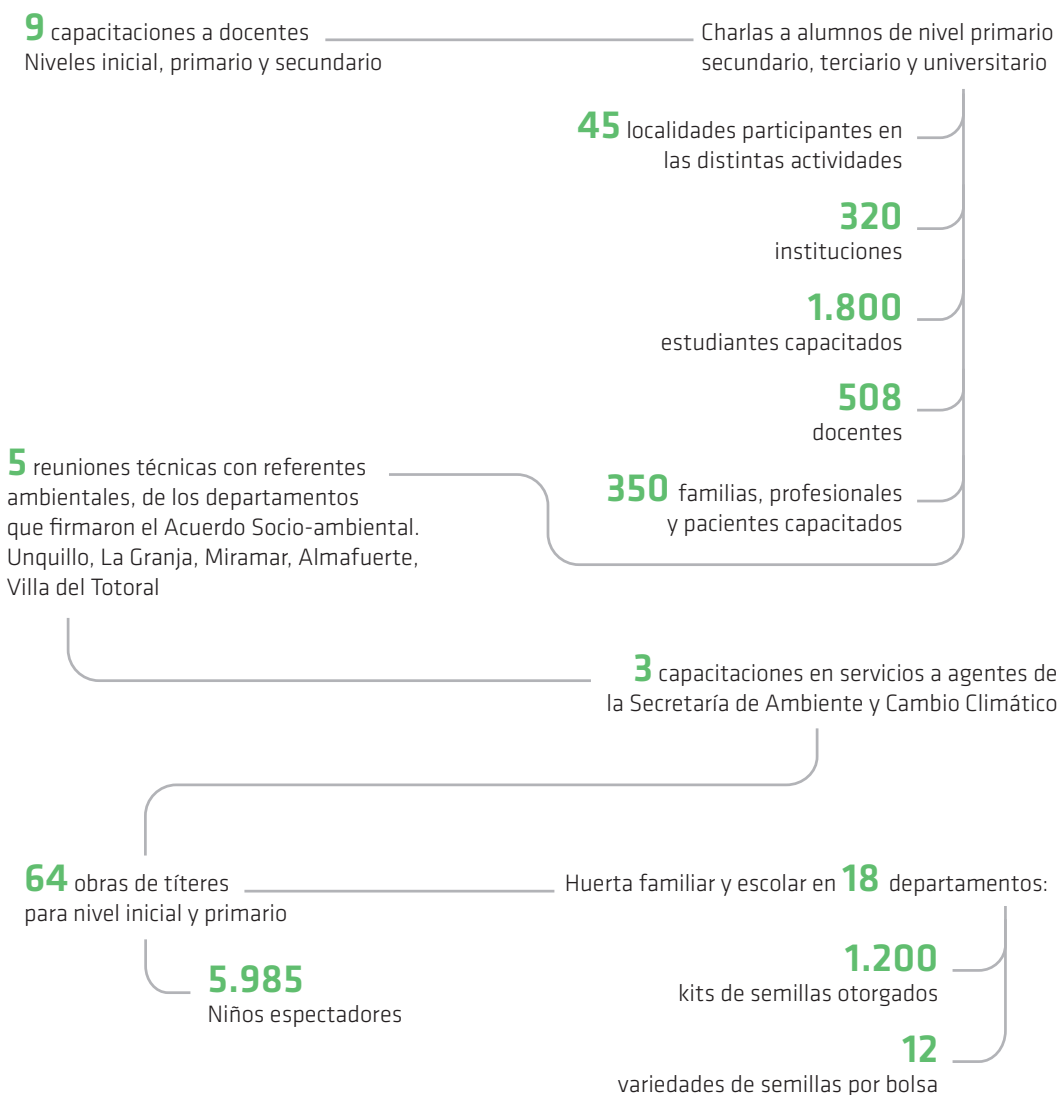 9 capacitaciones a docentes
Niveles inicial, primario y secundario
Charlas a alumnos de nivel primario
secundario, terciario y universitario
45 localidades participantes en
las distintas actividades
320
instituciones
1.800
estudiantes capacitados
508
docentes
350 familias, profesionales
y pacientes capacitados
5 reuniones técnicas con referentes
ambientales, de los departamentos
que firmaron el Acuerdo Socio-ambiental.
Unquillo, La Granja, Miramar, Almafuerte,
Villa del Totoral
3 capacitaciones en servicios a agentes de
la Secretaría de Ambiente y Cambio Climático
64 obras de títeres
para nivel inicial y primario
5.985
Niños espectadores
Huerta familiar y escolar en 18 departamentos:
1.200
kits de semillas otorgados
12
variedades de semillas por bolsa